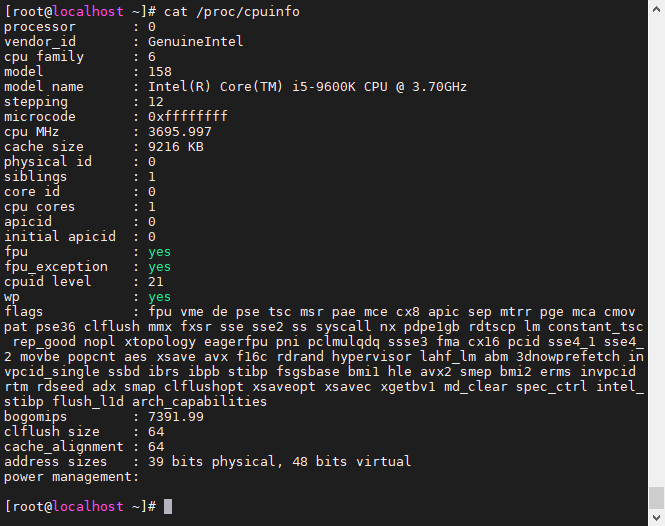 [root@localhost ~]# cat /proc/cpuinfo
processor       : 0
vendor_id       : GenuineIntel
cpu family      : 6
model           : 158
model name      : Intel(R) Core(TM) i5-9600K CPU @ 3.70GHz
stepping        : 12
microcode       : 0xffffffff
cpu MHz         : 3695.997
cache size      : 9216 KB
physical id     : 0
siblings        : 1
core id         : 0
cpu cores       : 1
apicid          : 0
initial apicid  : 0
fpu             : yes
fpu_exception   : yes
cpuid level     : 21
wp              : yes
flags           : fpu vme de pse tsc msr pae mce cx8 apic sep mtrr pge mca cmov
pat pse36 clflush mmx fxsr sse sse2 ss syscall nx pdpe1gb rdtscp lm constant_tsc
 rep_good nopl xtopology eagerfpu pni pclmulqdq ssse3 fma cx16 pcid sse4_1 sse4_
2 movbe popcnt aes xsave avx f16c rdrand hypervisor lahf_lm abm 3dnowprefetch in
vpcid_single ssbd ibrs ibpb stibp fsgsbase bmi1 hle avx2 smep bmi2 erms invpcid
rtm rdseed adx smap clflushopt xsaveopt xsavec xgetbv1 md_clear spec_ctrl intel_
stibp flush_l1d arch_capabilities
bogomips        : 7391.99
clflush size    : 64
cache_alignment : 64
address sizes   : 39 bits physical, 48 bits virtual
power management:
[root@localhost ~]#